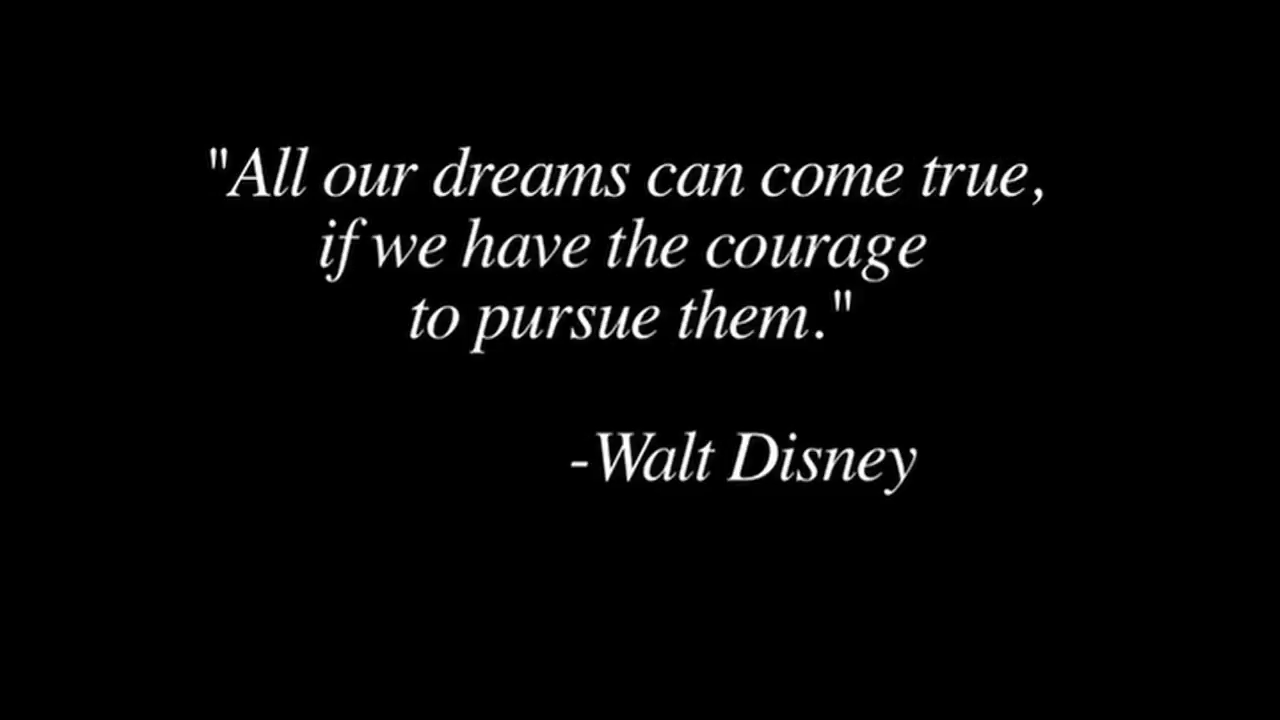 "All our dreams can come true,
if we have the courage
to pursue them."
-Walt Disney